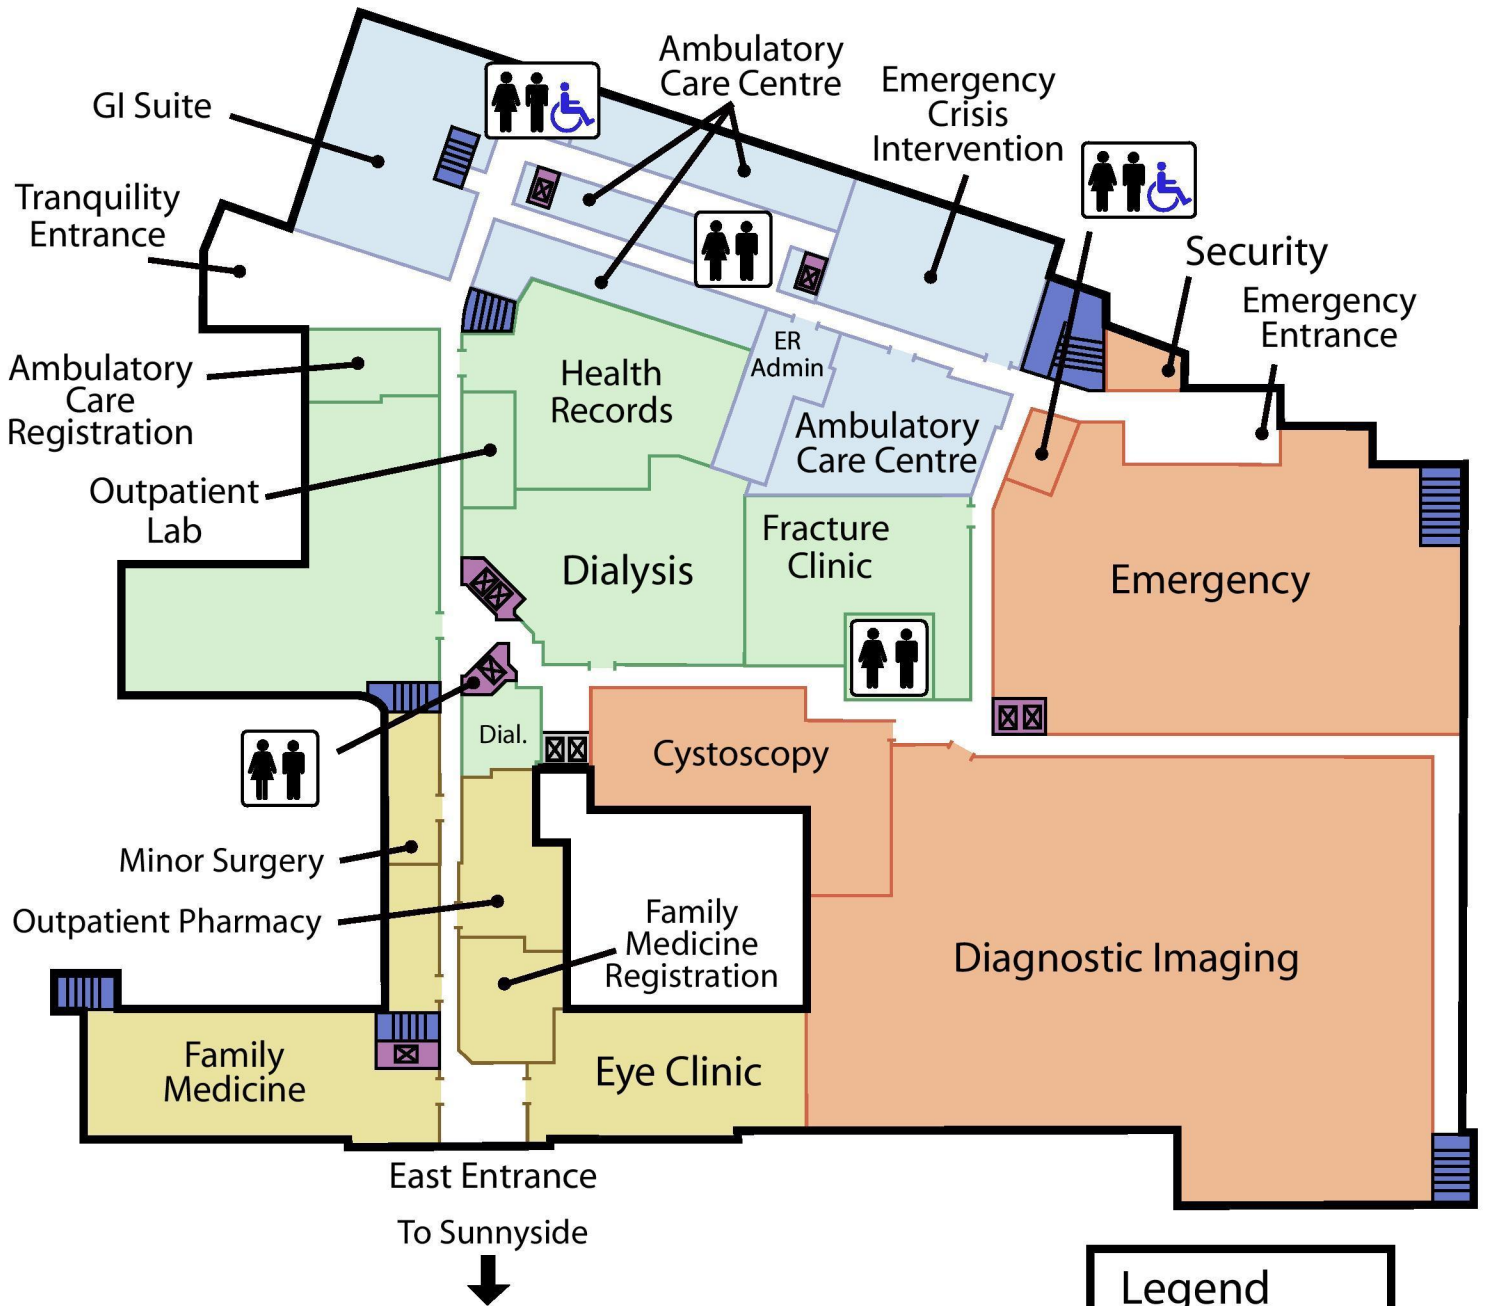 Ambulatory
Care Centre
GI Suite
Emergency
Crisis
Intervention
Tranquility
Entrance
Security
Emergency
Entrance
ER
Admin
Ambulatory
Care
Registration
Health
Records
Ambulatory
Care Centre
Outpatient
Lab
Fracture
Clinic
Dialysis
Emergency
Dial.
Cystoscopy
Minor Surgery
Outpatient Pharmacy
Family
Medicine
Registration
Diagnostic Imaging
Family
Medicine
Eye Clinic
East Entrance
To Sunnyside
Legend